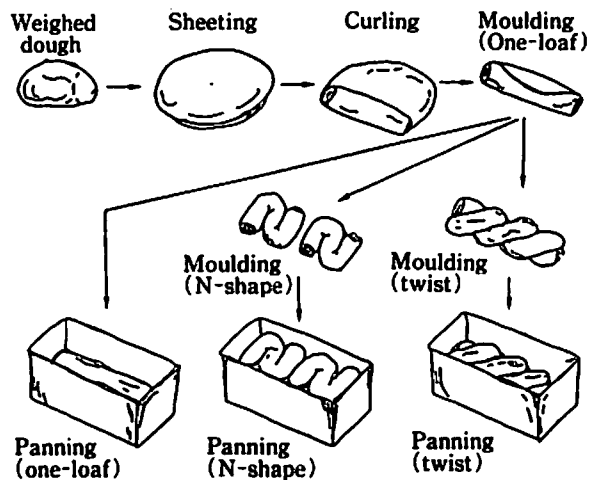 Weighed
dough
Sheeting
Curling
Moulding
(One-loaf)
Moulding
(N-shape)
Moulding
(twist)
Panning
(one-loaf)
Panning
(N-shape)
Panning
(twist)